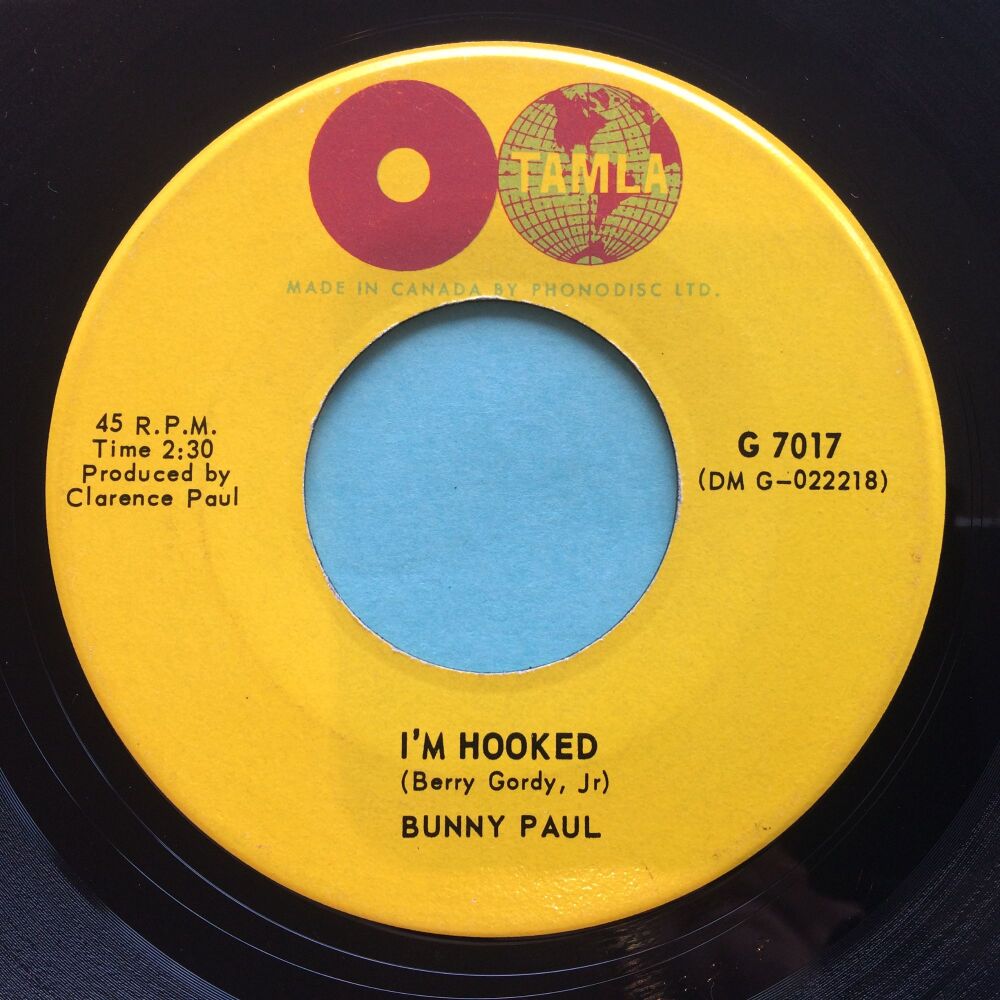 TAMLA
MADE IN CANADA BY PHONODISC LTD.
45 R.P.M.
Time 2:30
Produced by
Clarence Paul
G 7017
(DM G-022218)
I'M HOOKED
(Berry Gordy, Jr)
BUNNY PAUL